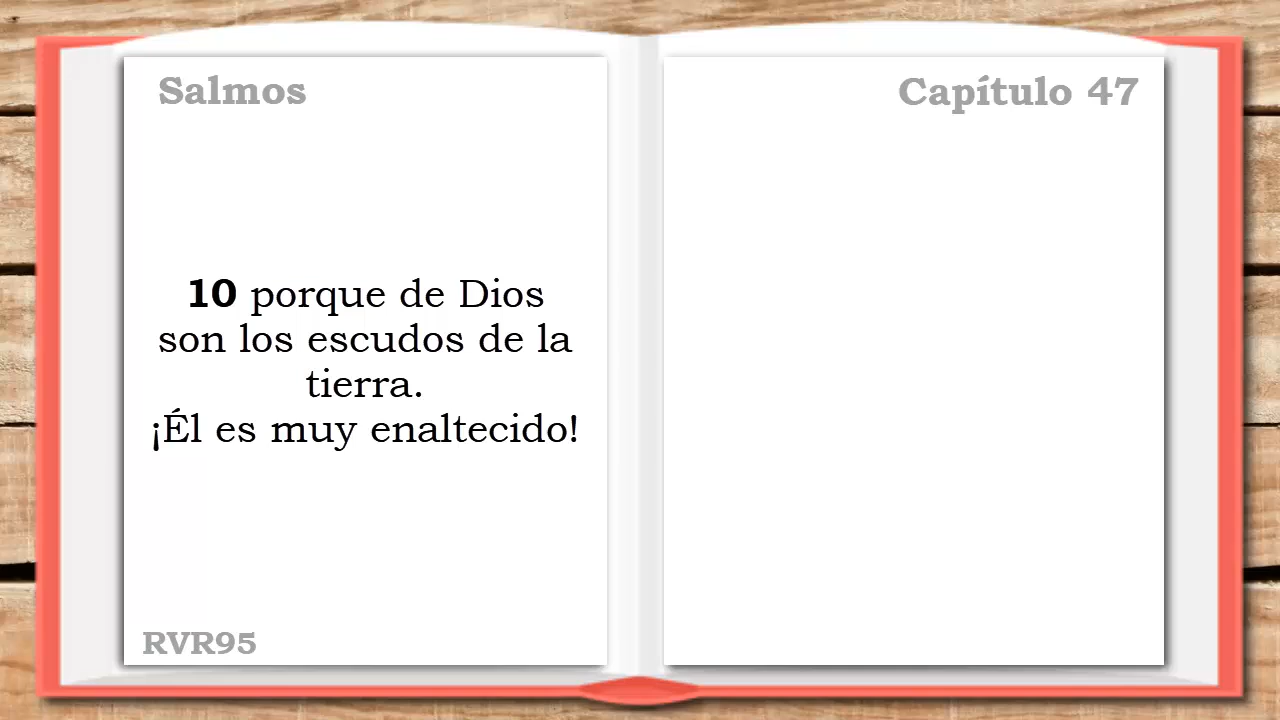 Salmos
Capítulo 47
10 porque de Dios
son los escudos de la
tierra.
¡Él es muy enaltecido!
RVR95